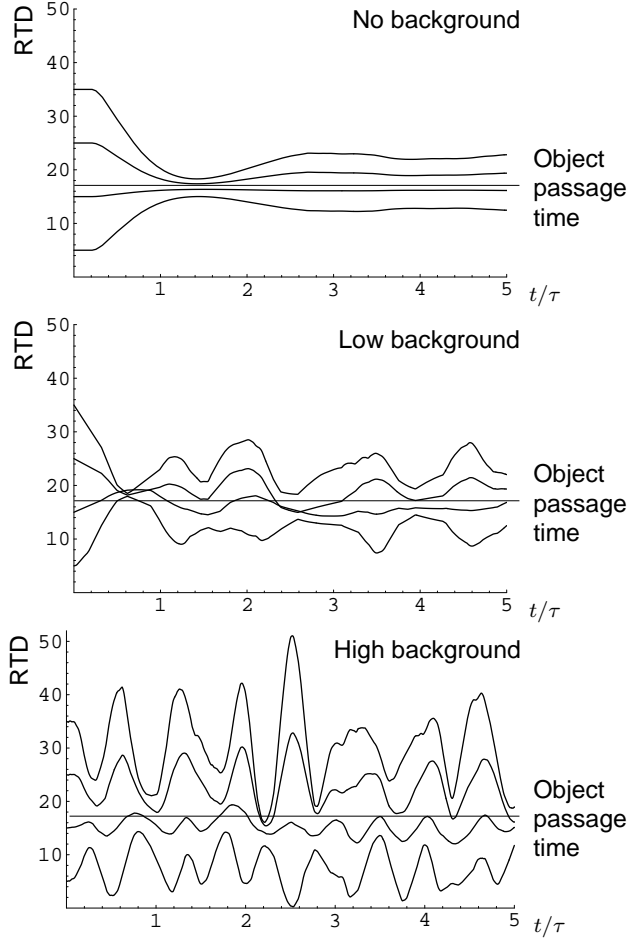 No background
RTD
50
40
30
20
10
1
2
3
4
5
t/τ
Object
passage
time
Low background
RTD
50
40
30
20
10
1
2
3
4
5
t/τ
Object
passage
time
High background
RTD
50
40
30
20
10
1
2
3
4
5
t/τ
Object
passage
time